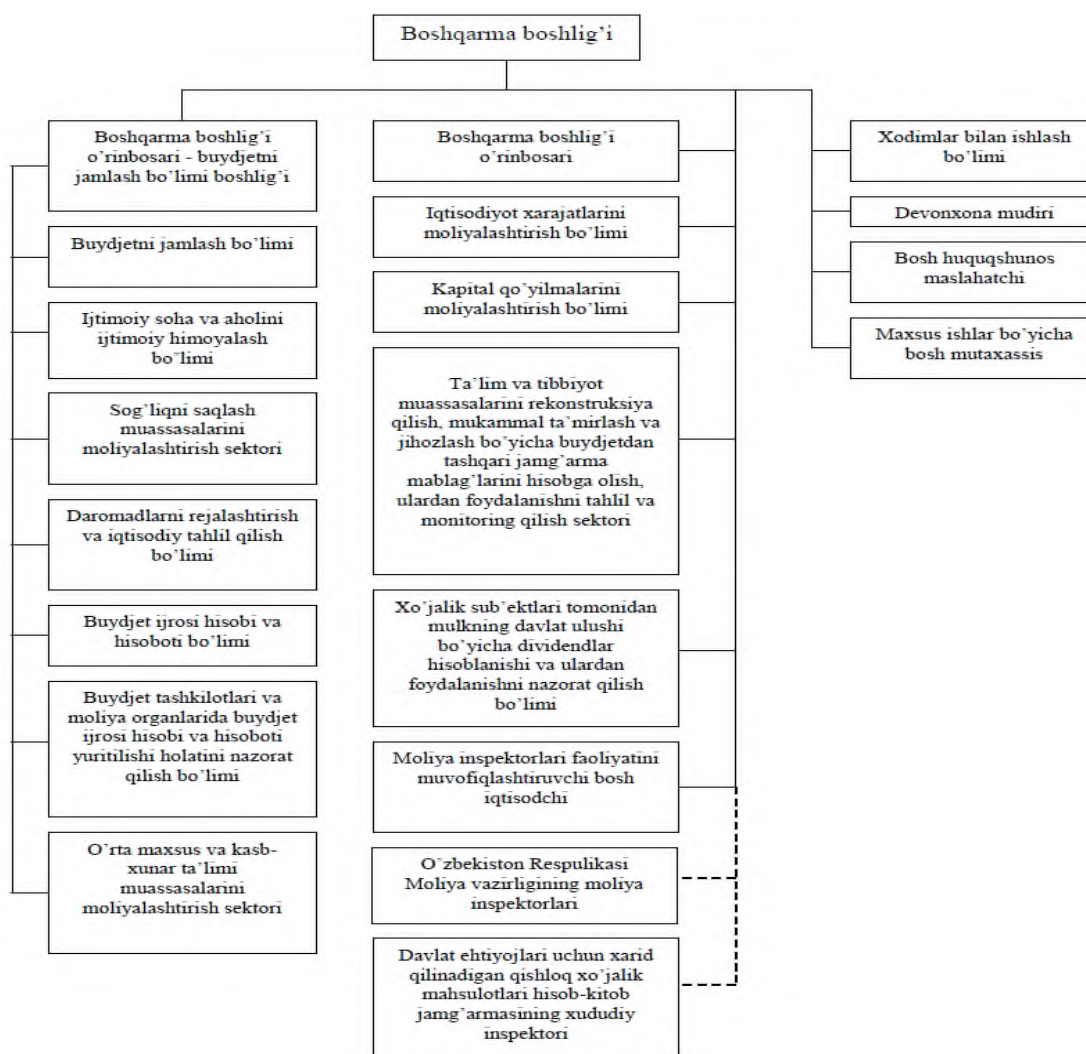 Boshqarma boshlig'i
Boshqarma boshlig'i
o'rinbosari - buydjetni
jamlash bo'limi boshlig'i
Buydjetni jamlash bo'limi
Ijtimoiy soha va aholini
ijtimoiy himoyalash
bo'limi
Sog'liqni saqlash
muassasalarini
moliyalashtirish sektori
Daromadlarni rejalashtirish
va iqtisodiy tahlil qilish
bo'limi
Buydjet ijrosi hisobi va
hisoboti bo'limi
Buydjet tashkilotlari va
moliya organlarida buydjet
ijrosi hisobi va hisoboti
yuritilishi holatini nazorat
qilish bo'limi
O'rta maxsus va kasb-
xunar ta'limi
muassasalarini
moliyalashtirish sektori
Boshqarma boshlig'i
o'rinbosari
Iqtisodiyot xarajatlarini
moliyalashtirish bo'limi
Kapital qo'yilmalarini
moliyalashtirish bo'limi
Ta'lim va tibbiyot
muassasalarini rekonstruksiya
qilish, mukammal ta'mirlash va
jihozlash bo'yicha buydjetdan
tashqari jamg'arma
mablag'larini hisobga olish,
ulardan foydalanishni tahlil va
monitoring qilish sektori
Xo'jalik sub'ektlari tomonidan
mulkning davlat ulushi
bo'yicha dividendlar
hisoblanishi va ulardan
foydalanishni nazorat qilish
bo'limi
Moliya inspektorlari faoliyatini
muvofiqlashtiruvchi bosh
iqtisodchi
O'zbekiston Respulikasi
Moliya vazirligining moliya
inspektorlari
Davlat ehtiyojlari uchun xarid
qilinadigan qishloq xo'jalik
mahsulotlari hisob-kitob
jamg'armasining xududiy
inspektori
Xodimlar bilan ishlash
bo'limi
Devonxona mudiri
Bosh huquqshunos
maslahatchi
Maxsus ishlar bo'yicha
bosh mutaxassis